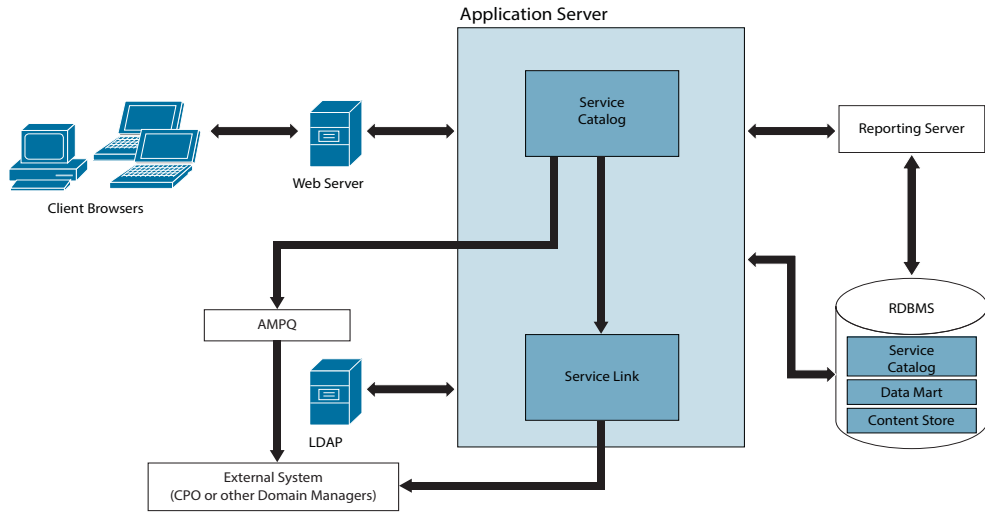 Application Server
Service
Catalog
Reporting Server
Web Server
Client Browsers
RDBMS
AMPQ
Service
Catalog
Service Link
Data Mart
Content Store
LDAP
External System
(CPO or other Domain Managers)